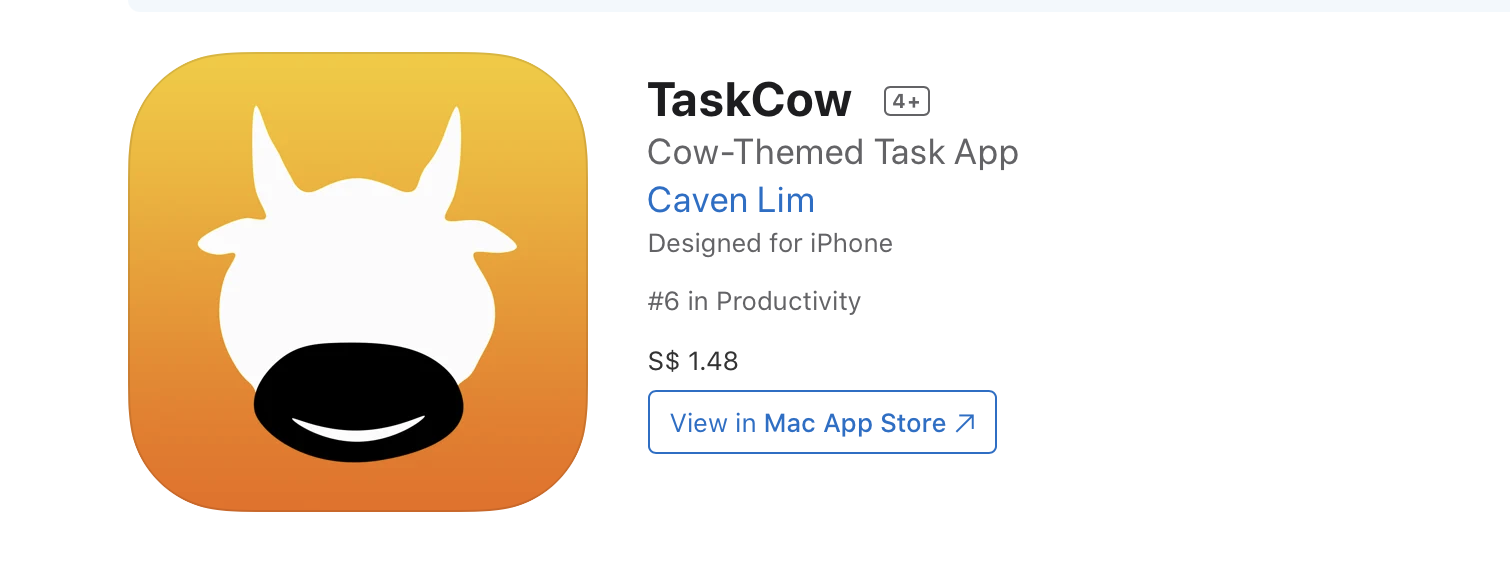 TaskCow 4+
Cow-Themed Task App
Caven Lim
Designed for iPhone
#6 in Productivity
S$ 1.48
View in Mac App Store ↗